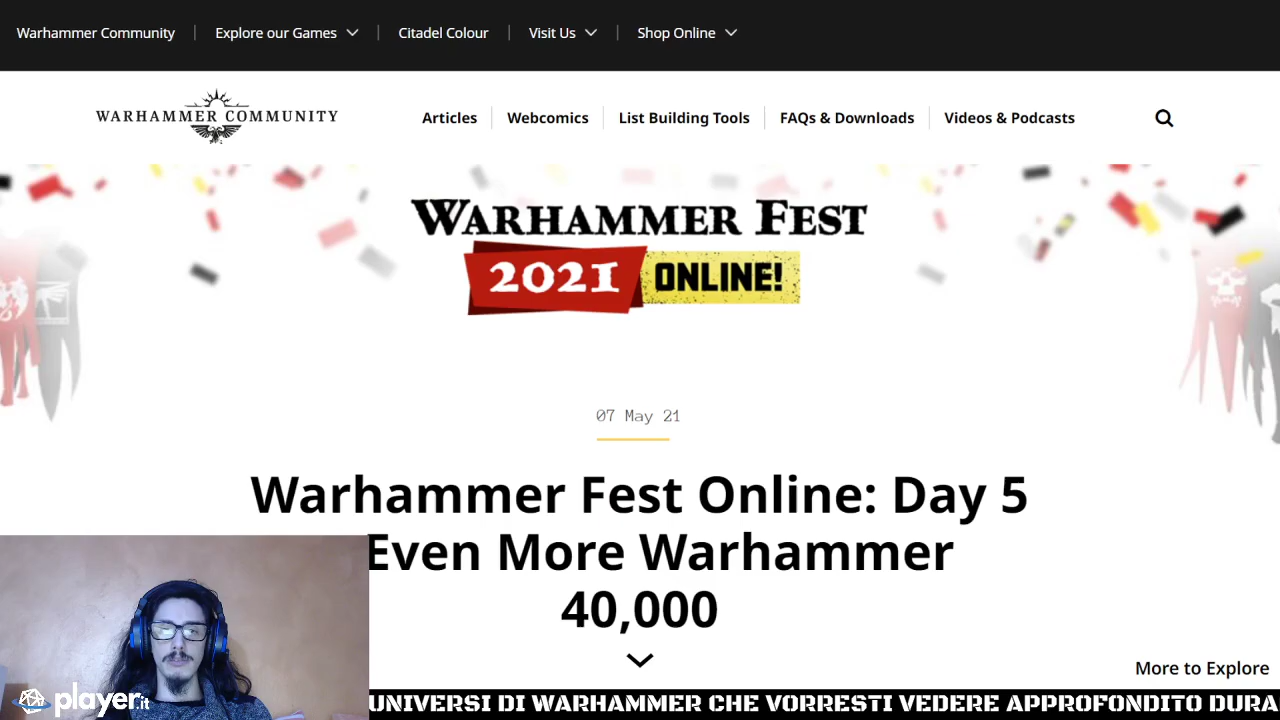 Warhammer Community Explore our Games Citadel Colour Visit Us Shop Online
WARHAMMER COMMUNITY
Articles Webcomics List Building Tools FAQs & Downloads Videos & Podcasts
WARHAMMER FEST
2021 ONLINE!
07 May 21
Warhammer Fest Online: Day 5
Even More Warhammer
40,000
More to Explore
player.it
UNIVERSI DI WARHAMMER CHE VORRESTI VEDERE APPROFONDITO DURA